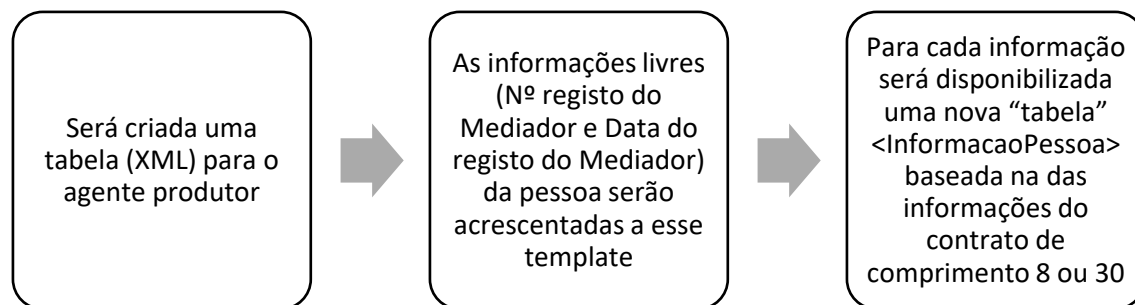 Será criada uma
tabela (XML) para o
agente produtor
As informações livres
(Nº registo do
Mediador e Data do
registo do Mediador)
da pessoa serão
acrescentadas a esse
template
Para cada informação
será disponibilizada
uma nova “tabela”
<InformacaoPessoa>
baseada na das
informações do
contrato de
comprimento 8 ou 30